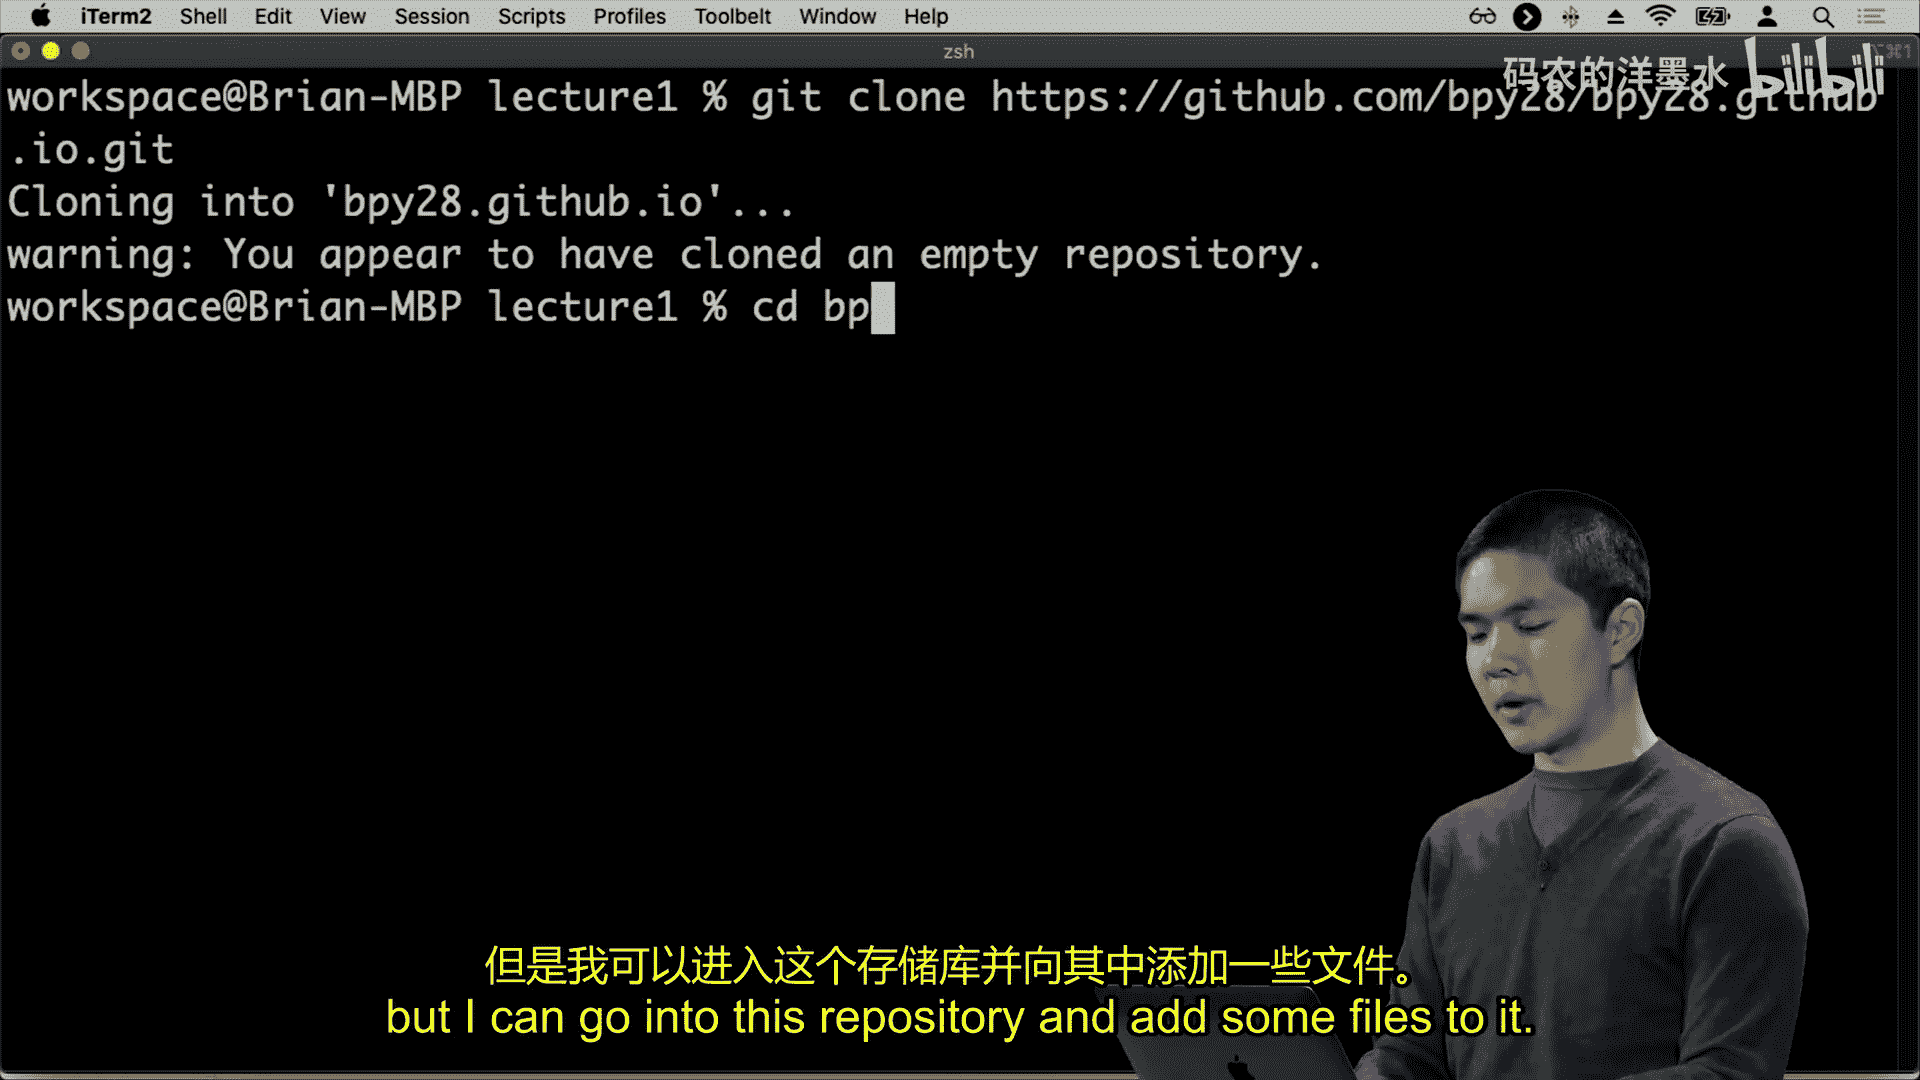 iTerm2 Shell Edit View Session Scripts Profiles Toolbelt Window Help
zsh
码农的洋墨水 bilibili
workspace@Brian-MBP lecture1 % git clone https://github.com/bpy28/bpy28.github
.io.git
Cloning into 'bpy28.github.io'...
warning: You appear to have cloned an empty repository.
workspace@Brian-MBP lecture1 % cd bp
但是我可以进入这个存储库并向其中添加一些文件。
but I can go into this repository and add some files to it.